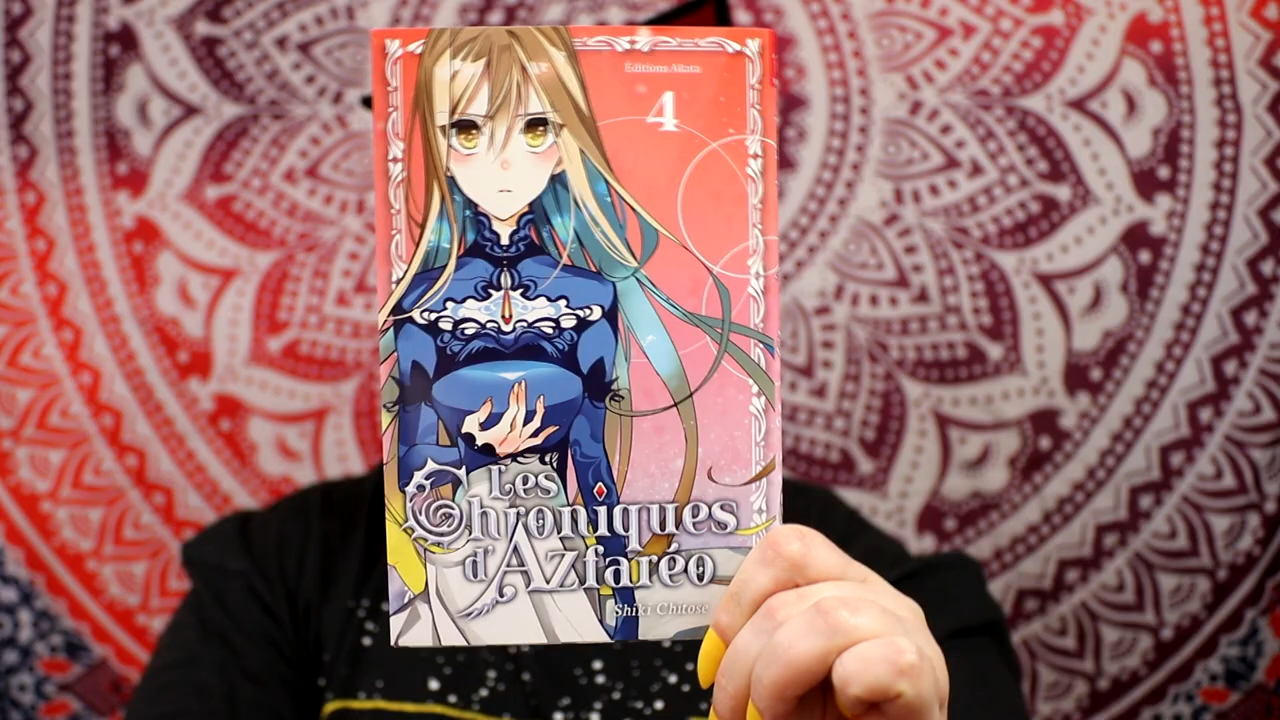 Éditions Akata
4
Les
Chroniques
d'Azfaréo
Shiki Chitose